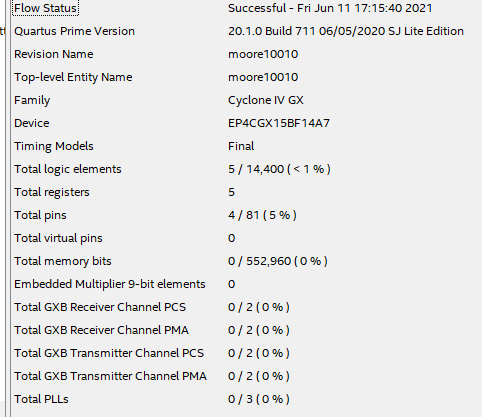 Flow Status Successful - Fri Jun 11 17:15:40 2021
Quartus Prime Version 20.1.0 Build 711 06/05/2020 SJ Lite Edition
Revision Name moore10010
Top-level Entity Name moore10010
Family Cyclone IV GX
Device EP4CGX15BF14A7
Timing Models Final
Total logic elements 5 / 14,400 ( < 1 % )
Total registers 5
Total pins 4 / 81 ( 5 % )
Total virtual pins 0
Total memory bits 0 / 552,960 ( 0 % )
Embedded Multiplier 9-bit elements 0
Total GXB Receiver Channel PCS 0 / 2 ( 0 % )
Total GXB Receiver Channel PMA 0 / 2 ( 0 % )
Total GXB Transmitter Channel PCS 0 / 2 ( 0 % )
Total GXB Transmitter Channel PMA 0 / 2 ( 0 % )
Total PLLs 0 / 3 ( 0 % )